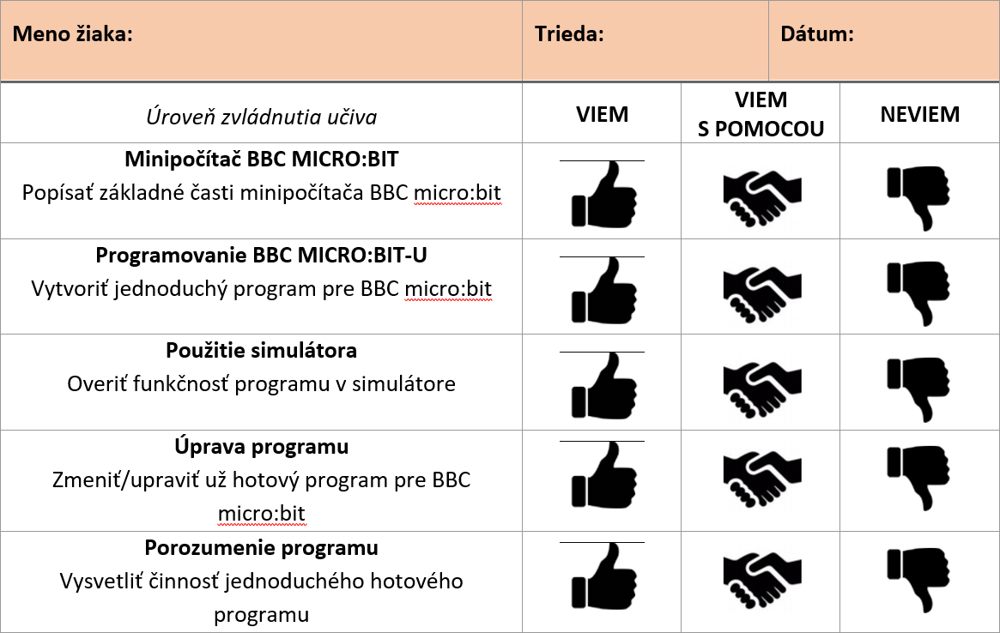 Meno žiaka:
Trieda:
Dátum:
Úroveň zvládnutia učiva
VIEM
VIEM
S POMOCOU
NEVIEM
Minipočítač BBC MICRO:BIT
Popísať základné časti minipočítača BBC micro:bit
Programovanie BBC MICRO:BIT-U
Vytvoriť jednoduchý program pre BBC micro:bit
Použitie simulátora
Overiť funkčnosť programu v simulátore
Úprava programu
Zmeniť/upraviť už hotový program pre BBC
micro:bit
Porozumenie programu
Vysvetliť činnosť jednoduchého hotového
programu